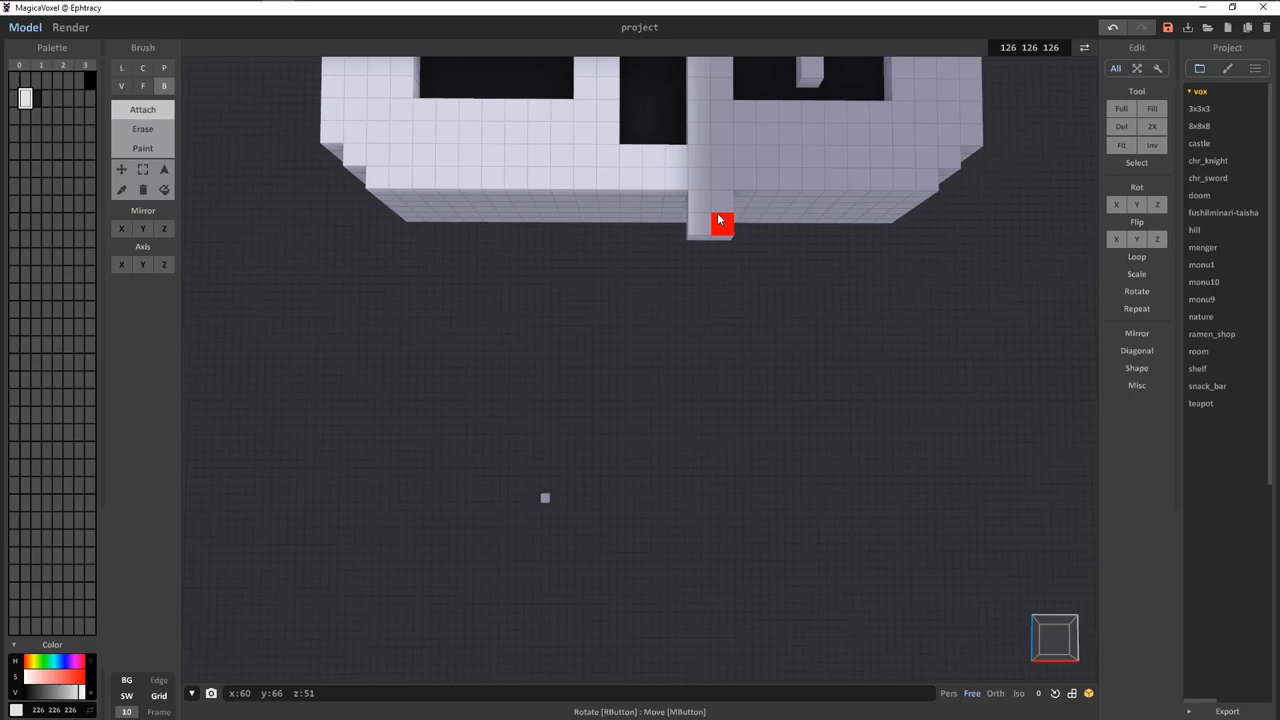 MagicaVoxel @ Ephtracy
Model Render
project
Palette
0 1 2 3
Brush
L C P
V F B
Attach
Erase
Paint
Mirror
X Y Z
Axis
X Y Z
Color
H
S
V
226 226 226
BG Edge
SW Grid
10 Frame
126 126 126
x:60 y:66 z:51
Pers Free Orth Iso 0
Rotate [RButton] : Move [MButton]
Edit
All
Tool
Full Fill
Del 2X
Fit Inv
Select
Rot
X Y Z
Flip
X Y Z
Loop
Scale
Rotate
Repeat
Mirror
Diagonal
Shape
Misc
Project
vox
3x3x3
8x8x8
castle
chr_knight
chr_sword
doom
fushilminari-taisha
hill
menger
monu1
monu10
monu9
nature
ramen_shop
room
shelf
snack_bar
teapot
Export